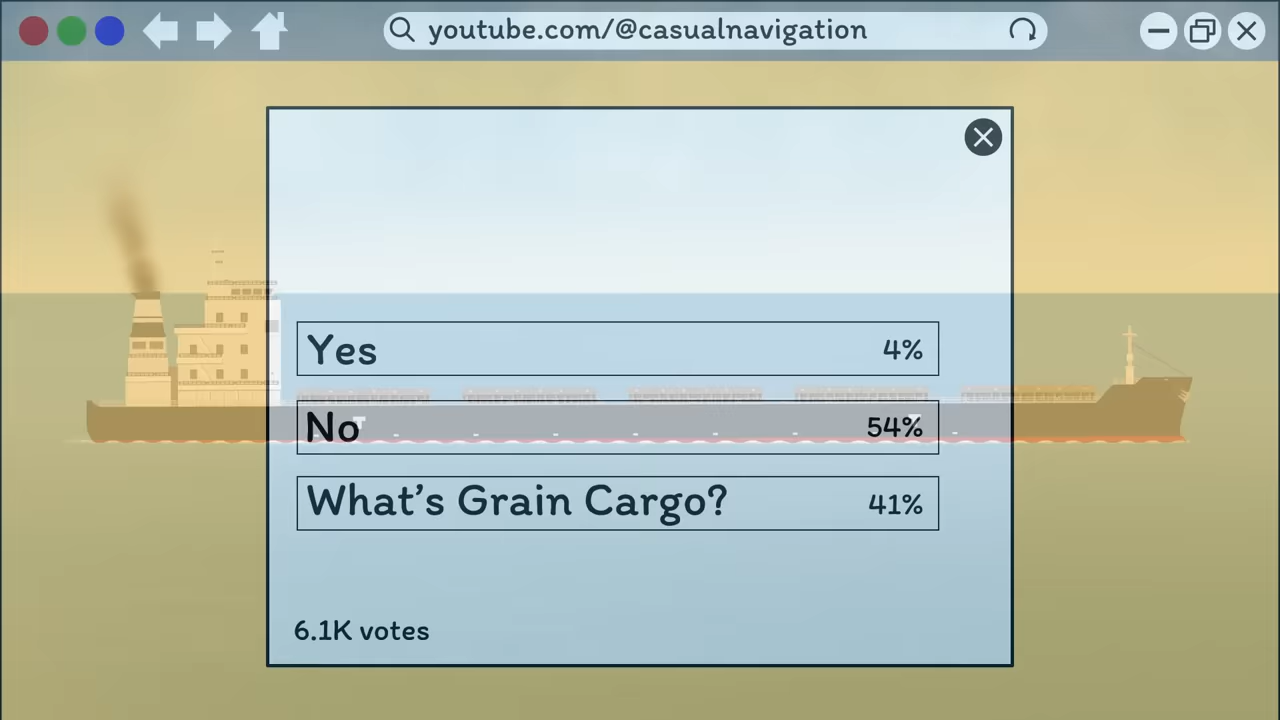 youtube.com/@casualnavigation
Yes 4%
No 54%
What's Grain Cargo? 41%
6.1K votes